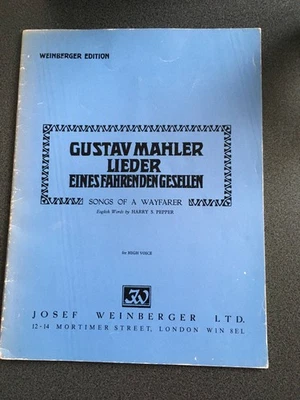 WEINBERGER EDITION
GUSTAV MAHLER
LIEDER
EINES FAHRENDEN GESELLEN
SONGS OF A WAYFARER
English Words by HARRY S. PEPPER
for HIGH VOICE
JW
JOSEF WEINBERGER LTD.
12-14 MORTIMER STREET, LONDON W1N 8EL